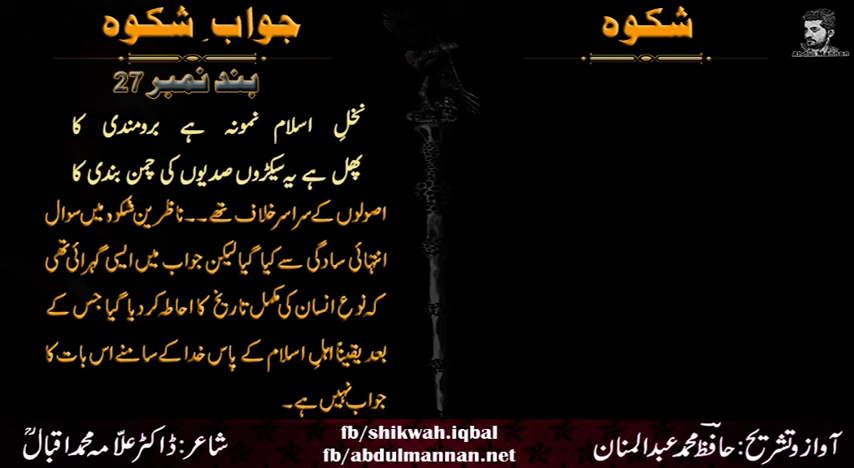 شکوہ
جوابِ شکوہ
ABDUL MANNAN
بند نمبر 27
نخلِ اسلام نمونہ ہے برومندی کا
پھل ہے یہ سیکڑوں صدیوں کی چمن بندی کا
اصولوں کے سراسر خلاف تھے۔۔ ناظرین شکوہ میں سوال
انتہائی سادگی سے کیا گیا لیکن جواب میں ایسی گہرائی تھی
کہ نوعِ انسان کی مکمل تاریخ کا احاطہ کر دیا گیا جس کے
بعد یقیناً اہلِ اسلام کے پاس خدا کے سامنے اس بات کا
جواب نہیں ہے۔
آواز و تشریح: حافظ محمد عبدالمنان
fb/shikwah.iqbal
fb/abdulmannan.net
شاعر: ڈاکٹر علّامہ محمد اقبالؒ